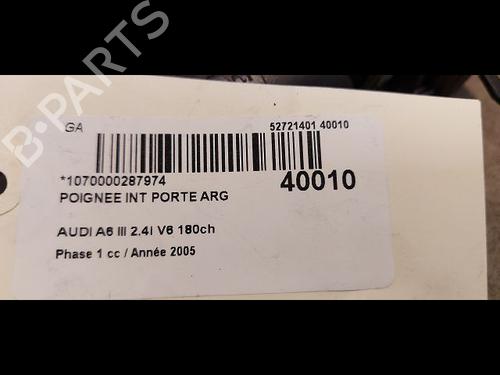 GA
52721401 40010
*1070000287974
40010
POIGNEE INT PORTE ARG
AUDI A6 III 2.4I V6 180ch
Phase 1 cc / Année 2005
B-PARTS